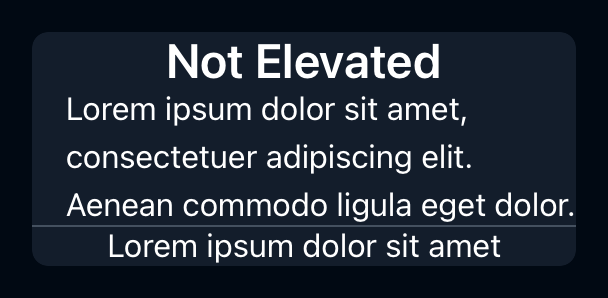 Not Elevated
Lorem ipsum dolor sit amet,
consectetuer adipiscing elit.
Aenean commodo ligula eget dolor.
Lorem ipsum dolor sit amet